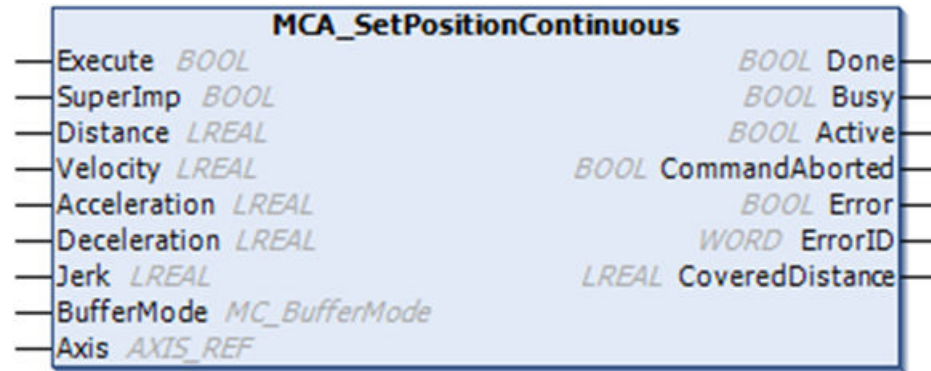 MCA_SetPositionContinuous
Execute BOOL BOOL Done
SuperImp BOOL BOOL Busy
Distance LREAL BOOL Active
Velocity LREAL BOOL CommandAborted
Acceleration LREAL BOOL Error
Deceleration LREAL WORD ErrorID
Jerk LREAL LREAL CoveredDistance
BufferMode MC_BufferMode
Axis AXIS_REF